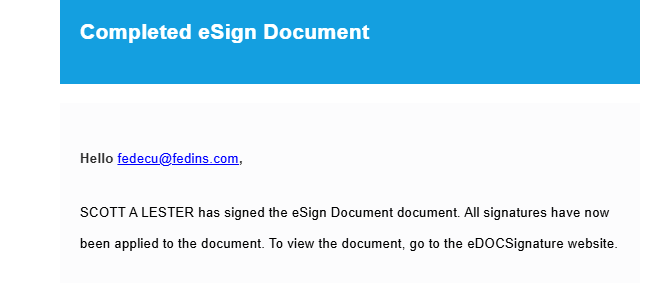 Completed eSign Document
Hello fedecu@fedins.com,
SCOTT A LESTER has signed the eSign Document document. All signatures have now
been applied to the document. To view the document, go to the eDOCSignature website.